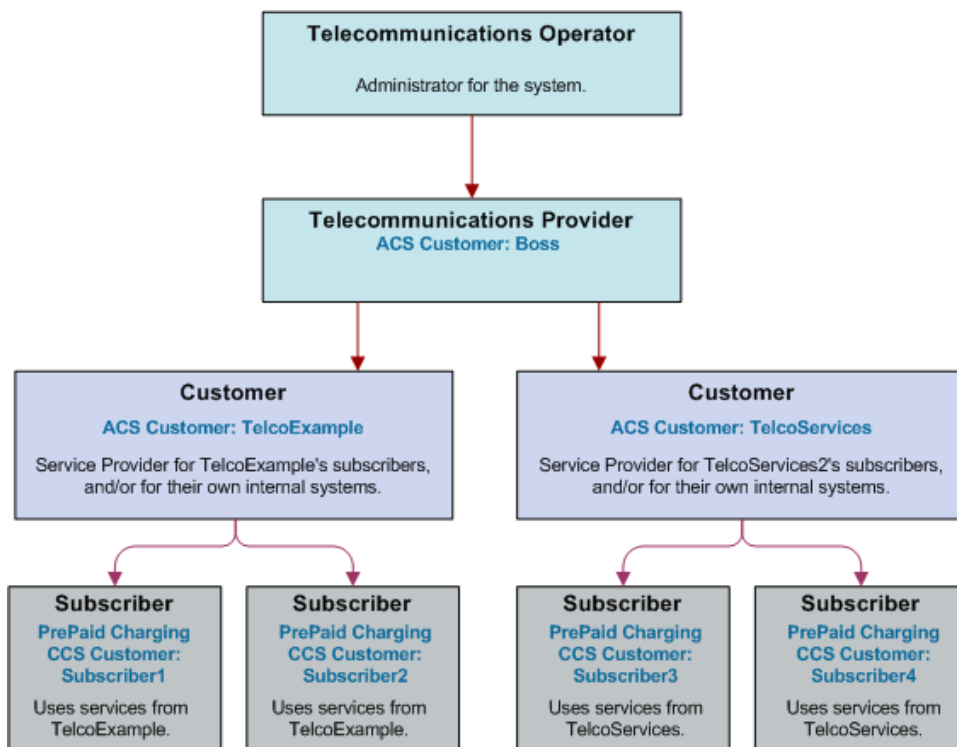 Telecommunications Operator
Administrator for the system.
Telecommunications Provider
ACS Customer: Boss
Customer
ACS Customer: TelcoExample
Service Provider for TelcoExample's subscribers,
and/or for their own internal systems.
Customer
ACS Customer: TelcoServices
Service Provider for TelcoServices2's subscribers,
and/or for their own internal systems.
Subscriber
PrePaid Charging
CCS Customer:
Subscriber1
Uses services from
TelcoExample.
Subscriber
PrePaid Charging
CCS Customer:
Subscriber2
Uses services from
TelcoExample.
Subscriber
PrePaid Charging
CCS Customer:
Subscriber3
Uses services from
TelcoServices.
Subscriber
PrePaid Charging
CCS Customer:
Subscriber4
Uses services from
TelcoServices.